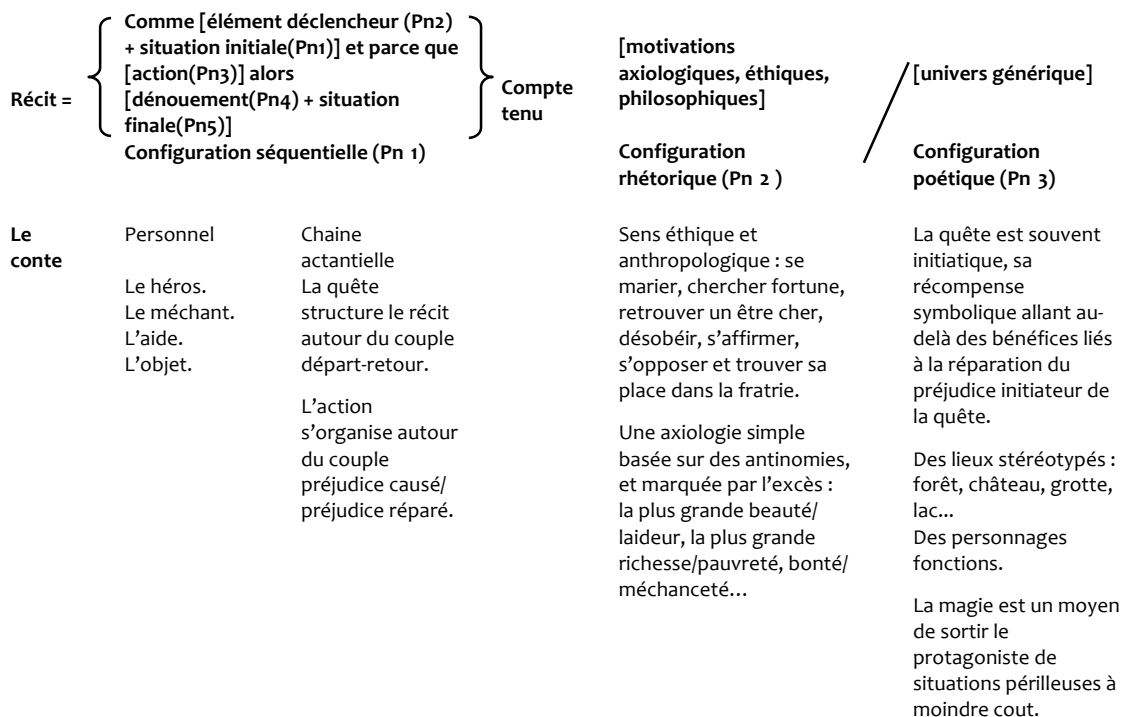 Récit =
Comme [élément déclencheur (Pn2)
+ situation initiale(Pn1)] et parce que
[action(Pn3)] alors
[dénouement(Pn4) + situation
finale(Pn5)]
Configuration séquentielle (Pn 1)
Compte
tenu
[motivations
axiologiques, éthiques,
philosophiques]
Configuration
rhétorique (Pn 2 )
[univers générique]
Configuration
poétique (Pn 3)
Le
conte
Personnel
Le héros.
Le méchant.
L’aide.
L’objet.
Chaine
actantielle
La quête
structure le récit
autour du couple
départ-retour.
L’action
s’organise autour
du couple
préjudice causé/
préjudice réparé.
Sens éthique et
anthropologique : se
marier, chercher fortune,
retrouver un être cher,
désobéir, s’affirmer,
s’opposer et trouver sa
place dans la fratrie.
Une axiologie simple
basée sur des antinomies,
et marquée par l’excès :
la plus grande beauté/
laideur, la plus grande
richesse/pauvreté, bonté/
méchanceté…
La quête est souvent
initiatique, sa
récompense
symbolique allant au-
delà des bénéfices liés
à la réparation du
préjudice initiateur de
la quête.
Des lieux stéréotypés :
forêt, château, grotte,
lac...
Des personnages
fonctions.
La magie est un moyen
de sortir le
protagoniste de
situations périlleuses à
moindre cout.